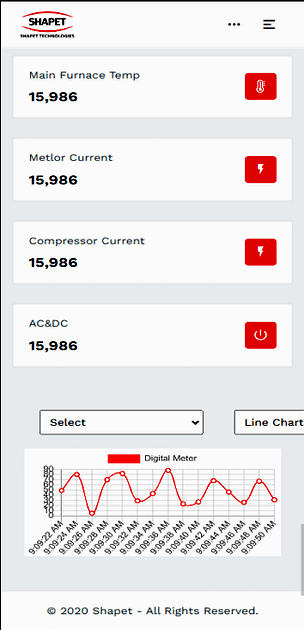 SHAPET
SHAPET TECHNOLOGIES
Main Furnace Temp
15,986
Metlor Current
15,986
Compressor Current
15,986
AC&DC
15,986
Select
Line Chart
Digital Meter
90
80
70
60
50
40
30
20
10
0
9:09:22 AM
9:09:24 AM
9:09:26 AM
9:09:28 AM
9:09:30 AM
9:09:32 AM
9:09:34 AM
9:09:36 AM
9:09:38 AM
9:09:40 AM
9:09:42 AM
9:09:44 AM
9:09:46 AM
9:09:48 AM
9:09:50 AM
© 2020 Shapet - All Rights Reserved.